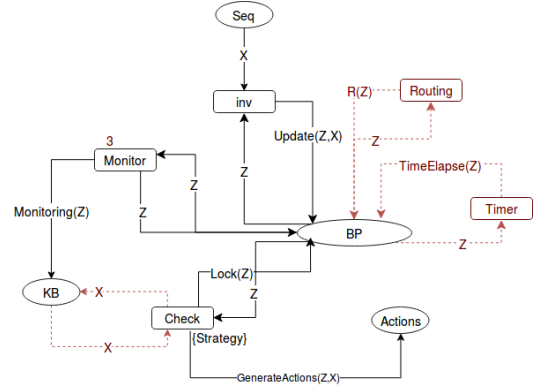 Seq
X
inv
R(Z)
Routing
Update(Z,X)
3
Monitor
Z
Z
Z
Z
TimeElapse(Z)
Monitoring(Z)
Timer
BP
Z
Lock(Z)
KB
X
Z
Check
Actions
{Strategy}
X
GenerateActions(Z,X)